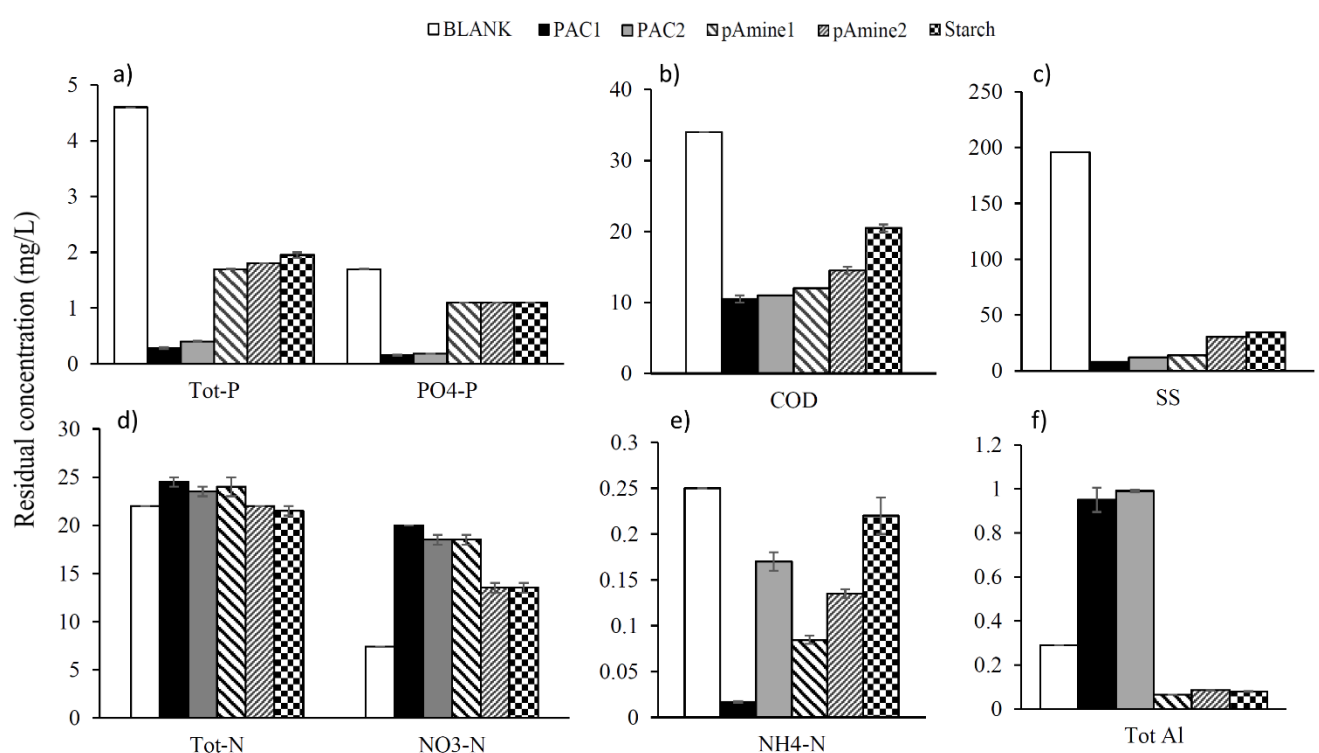 BLANK PAC1 PAC2 pAmine1 pAmine2 Starch
Residual concentration (mg/L)
a)
5
4
3
2
1
0
Tot-P PO4-P
b)
40
30
20
10
0
COD
c)
250
200
150
100
50
0
SS
d)
30
25
20
15
10
5
0
Tot-N NO3-N
e)
0.3
0.25
0.2
0.15
0.1
0.05
0
NH4-N
f)
1.2
1
0.8
0.6
0.4
0.2
0
Tot Al